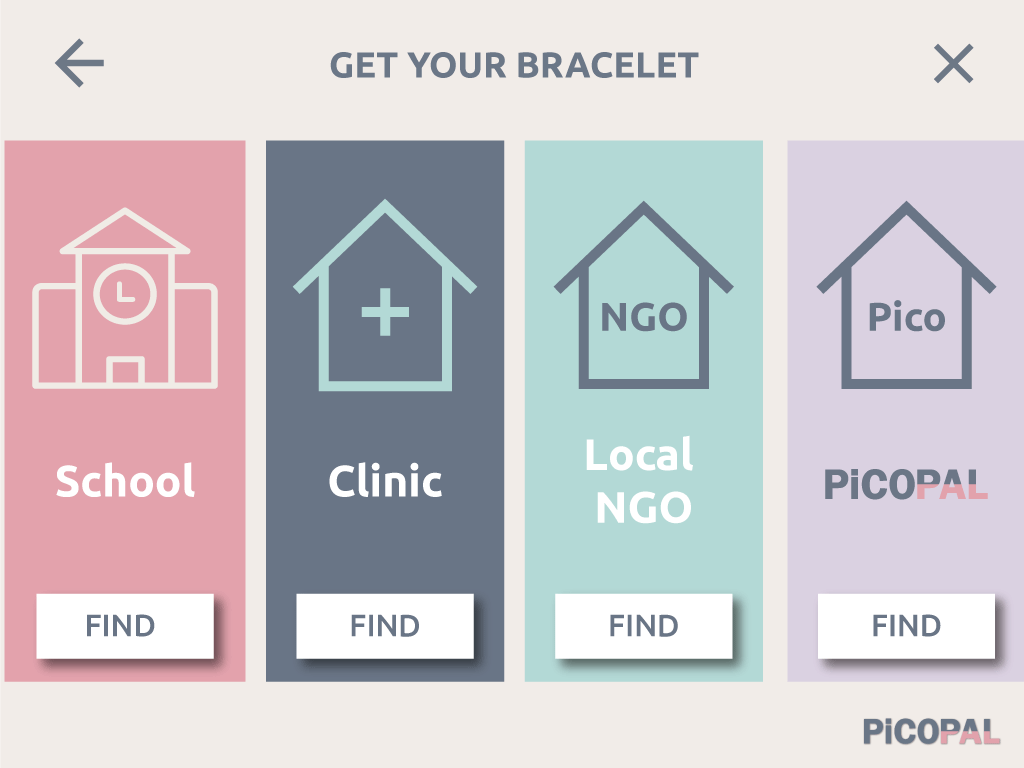 GET YOUR BRACELET
NGO
Pico
School
Clinic
Local
NGO
PiCOPAL
FIND
FIND
FIND
FIND
PiCOPAL